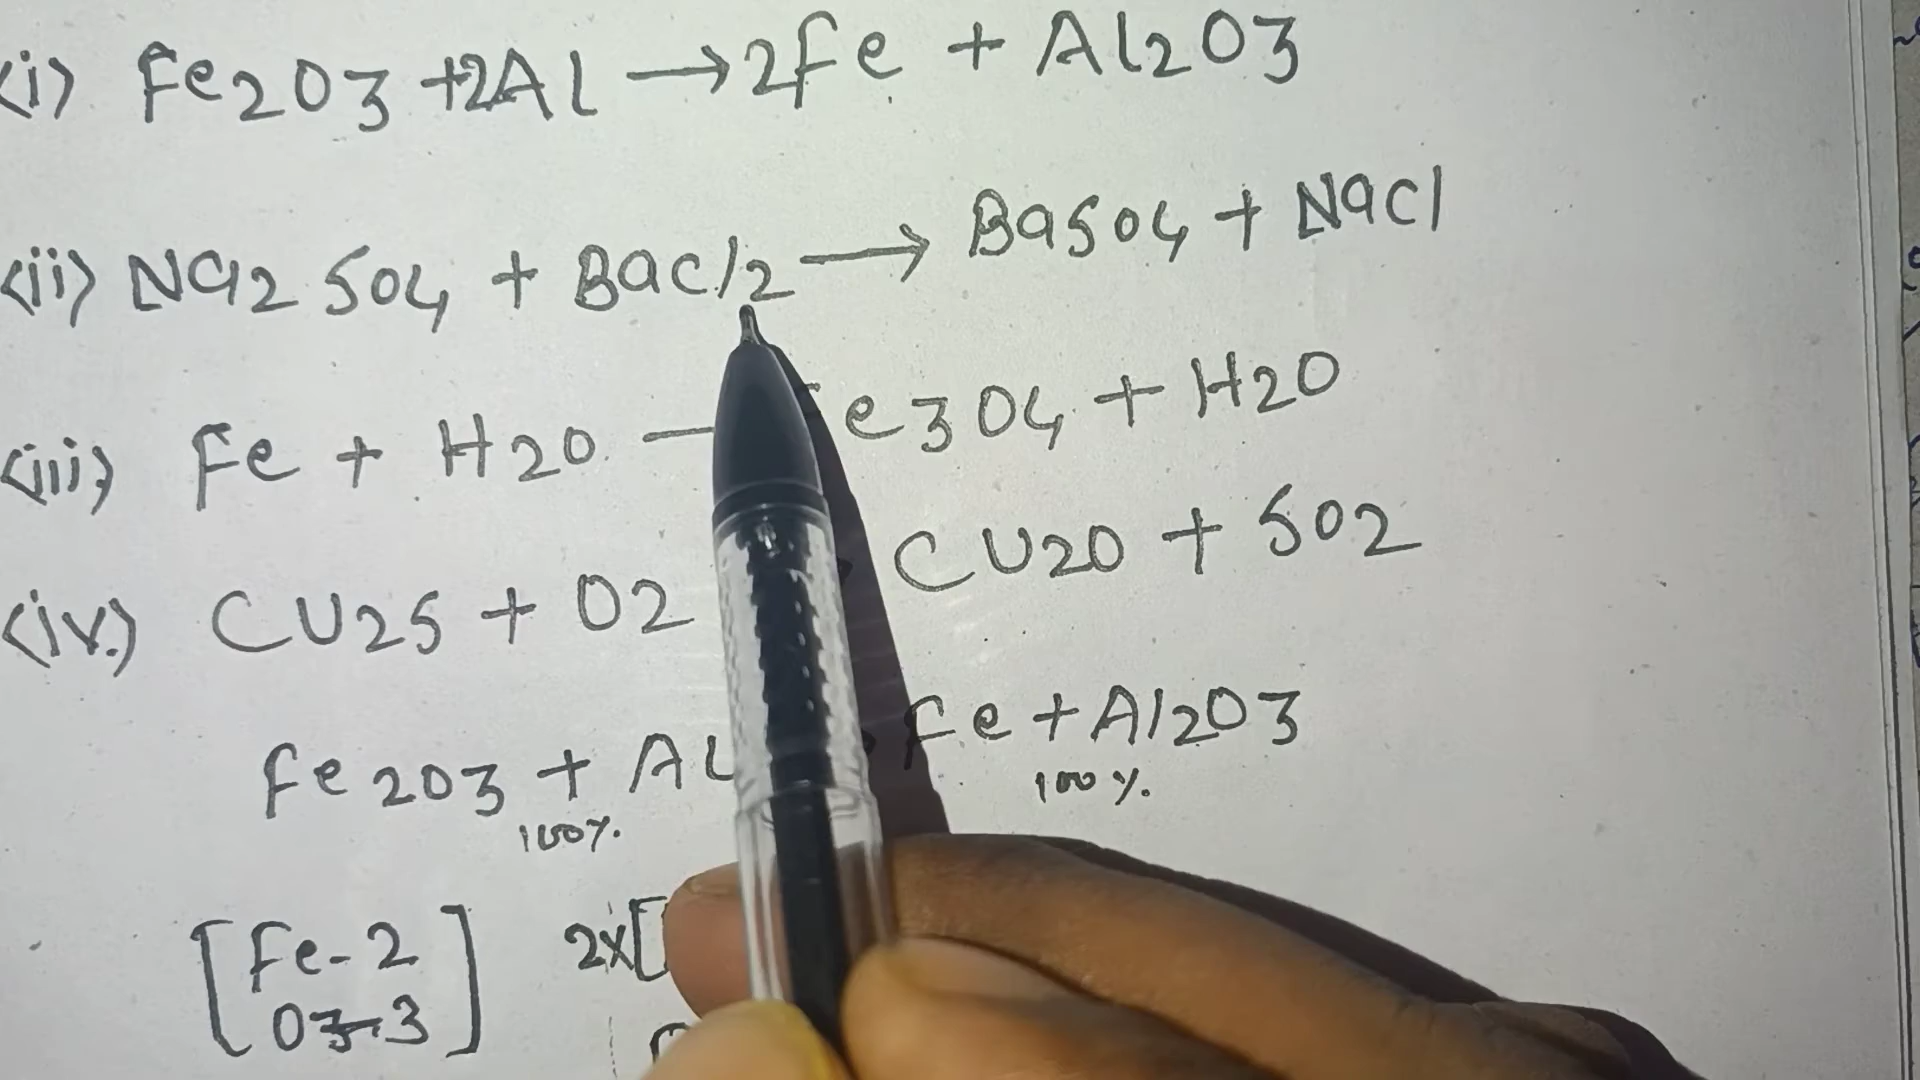 (i) Fe2O3 +2Al →2Fe + Al2O3
(ii) Na2SO4 + BaCl2 → BaSO4 + NaCl
(iii) Fe + H2O — e3O4 + H2O
(iv.) CU2S + O2 CU2O + SO2
Fe2O3 + Al Fe + Al2O3
100%. 100%.
[Fe-2 2x[
O3-3]